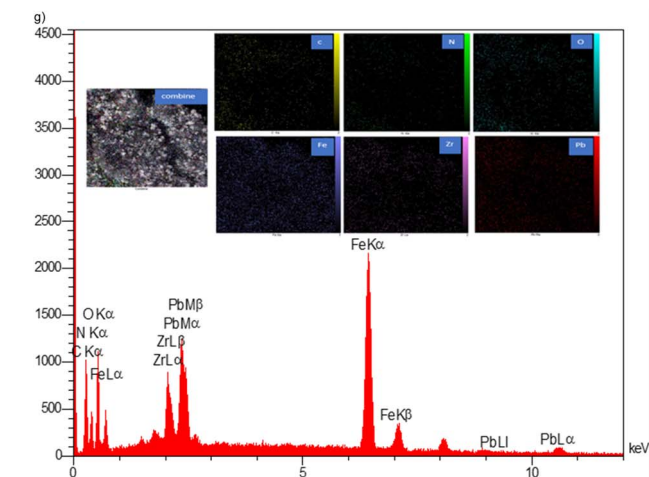 g)
4500
4000
3500
3000
2500
2000
1500
1000
500
0
combine
c
N
O
Fe
Zr
Pb
C Kα
N Kα
O Kα
FeLα
ZrLα
ZrLβ
PbMα
PbMβ
FeKα
FeKβ
PbLl
PbLα
keV
0
5
10